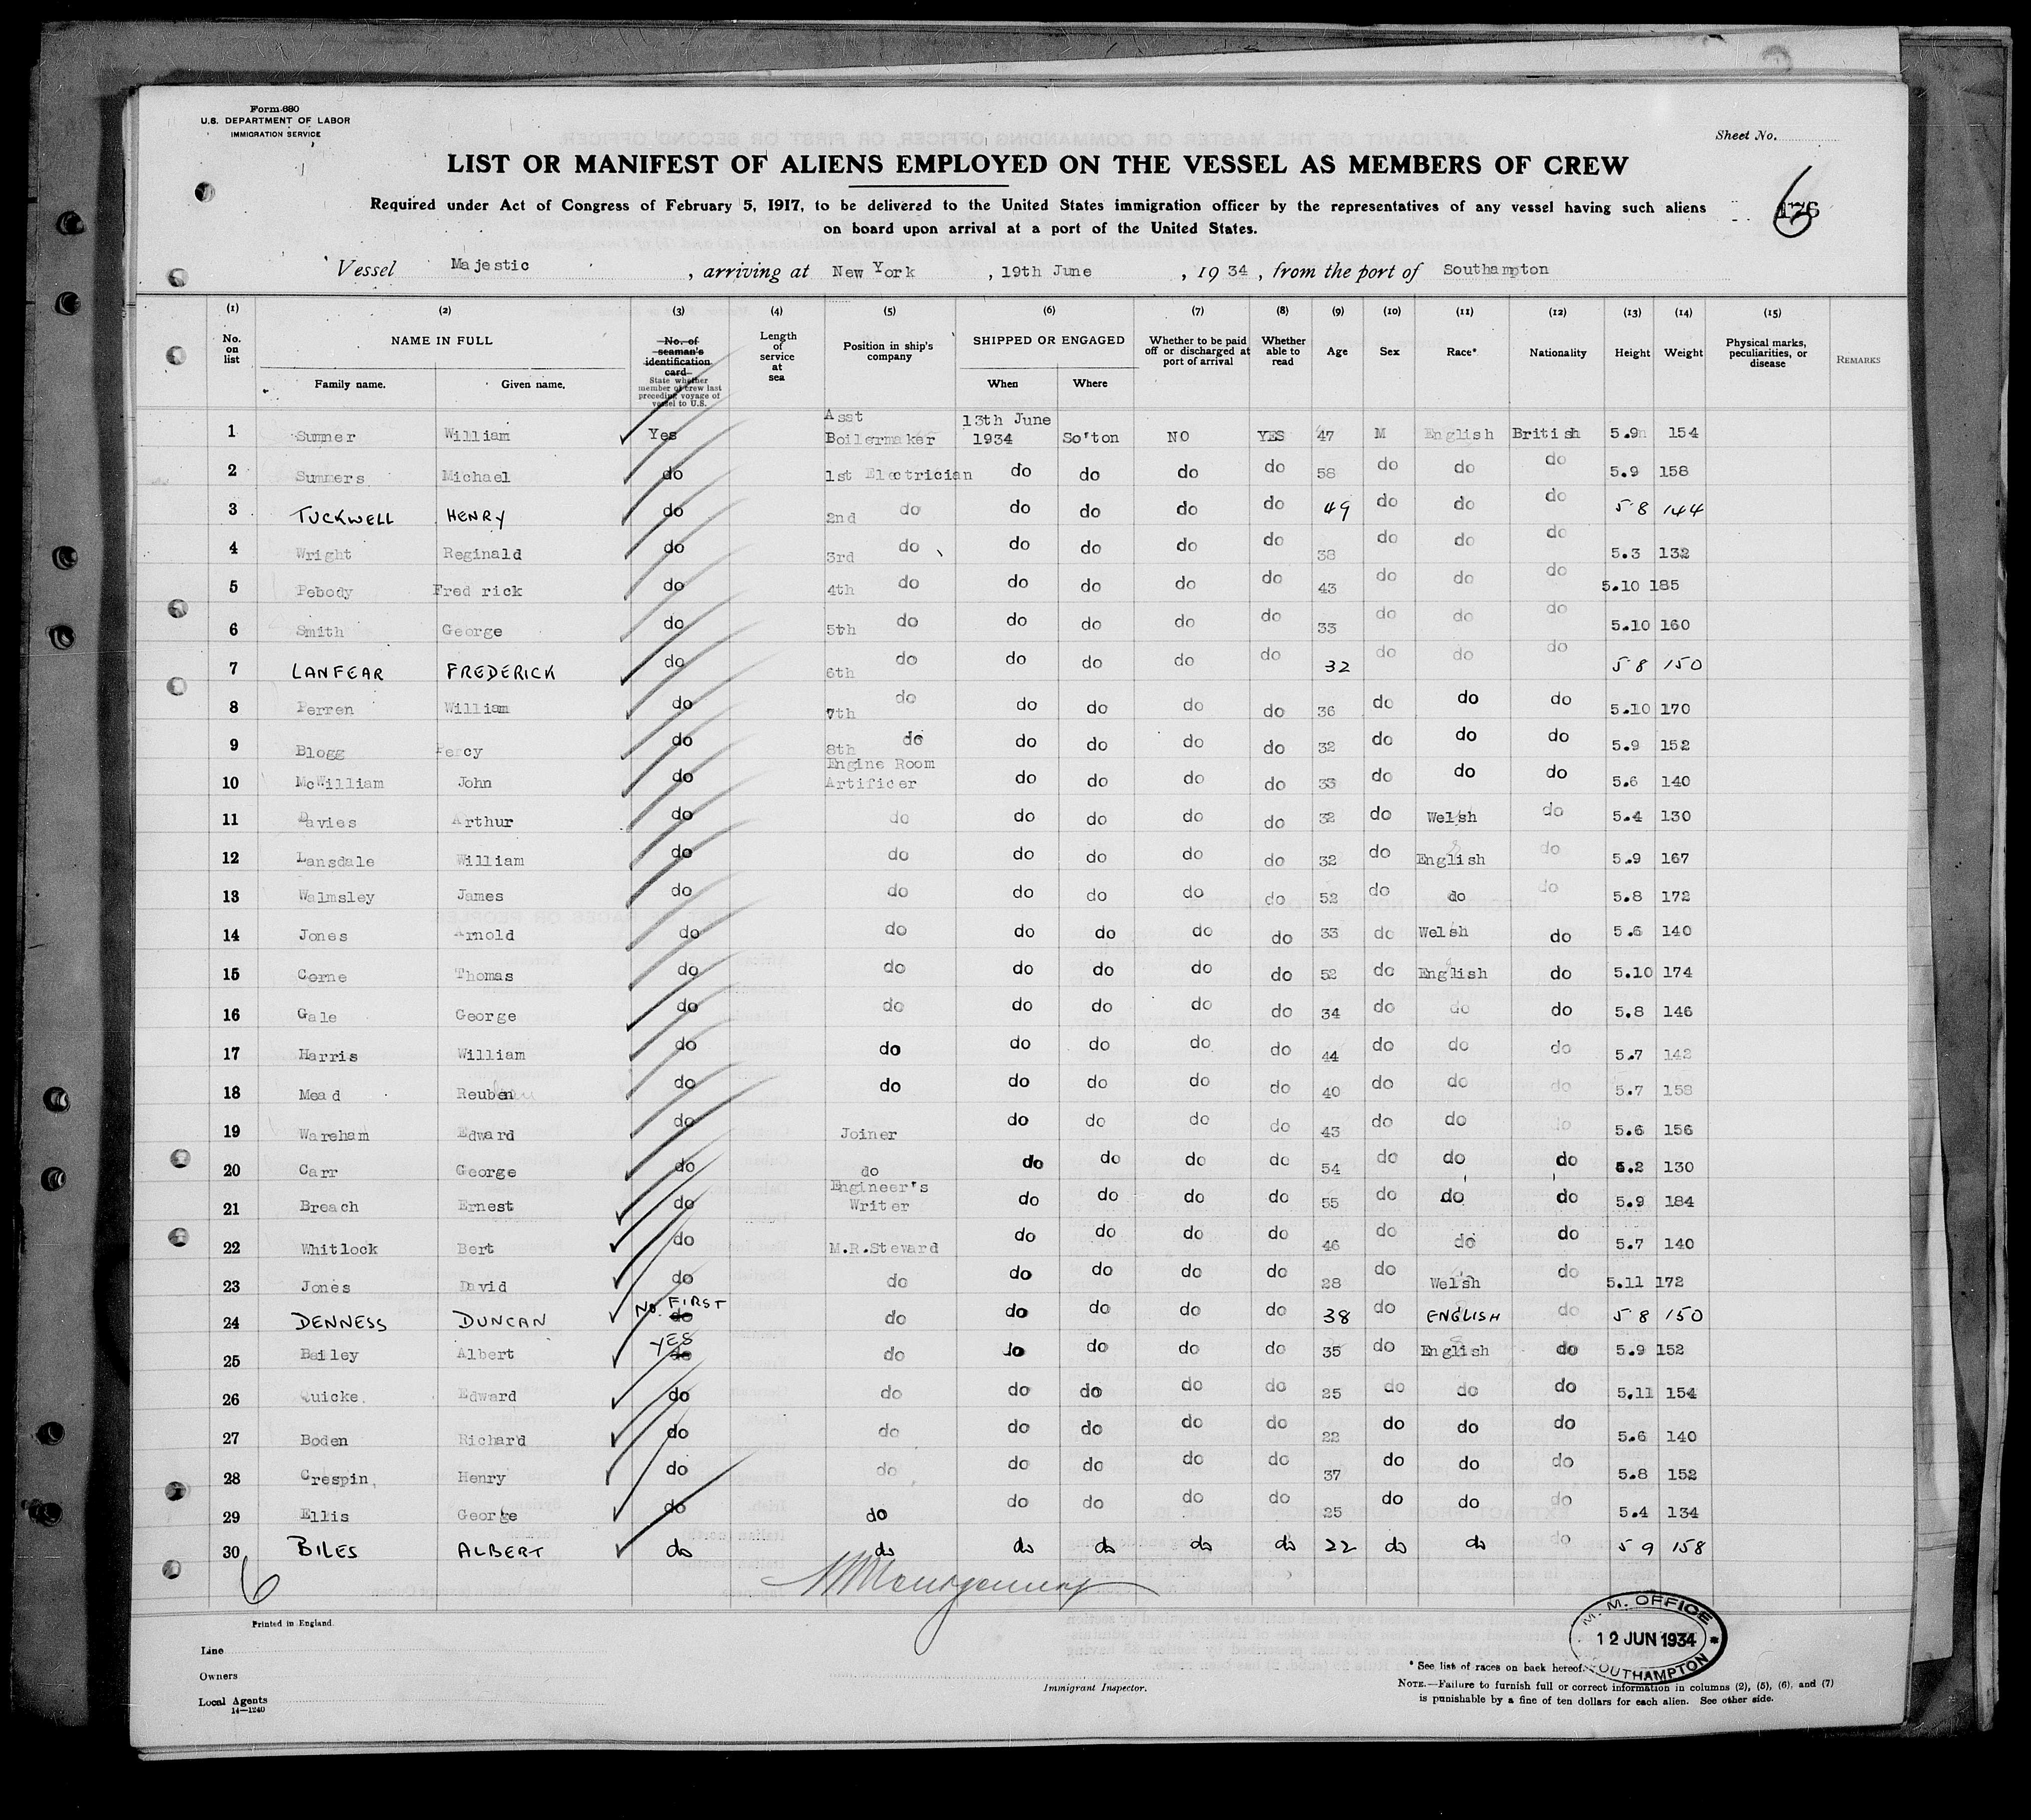 Form 680
U.S. DEPARTMENT OF LABOR
IMMIGRATION SERVICE
Sheet No.
LIST OR MANIFEST OF ALIENS EMPLOYED ON THE VESSEL AS MEMBERS OF CREW
Required under Act of Congress of February 5, 1917, to be delivered to the United States immigration officer by the representatives of any vessel having such aliens
on board upon arrival at a port of the United States.
176
6
Vessel Majestic , arriving at New York , 19th June , 1934 , from the port of Southampton
(1) (2) (3) (4) (5) (6) (7) (8) (9) (10) (11) (12) (13) (14) (15)
No. on list NAME IN FULL Family name. Given name. No. of seaman's identification card State whether member of crew last preceding voyage of vessel to U.S. Length of service at sea Position in ship's company SHIPPED OR ENGAGED When Where Whether to be paid off or discharged at port of arrival Whether able to read Age Sex Race* Nationality Height Weight Physical marks, peculiarities, or disease REMARKS
1 Sumner William Yes Asst Boilermaker 13th June 1934 So'ton NO YES 47 M English British 5.9 154
2 Summers Michael do 1st Electrician do do do do 58 do do do 5.9 158
3 TUCKWELL HENRY do 2nd do do do do do 49 do do do 5 8 144
4 Wright Reginald do 3rd do do do do do 38 do do do 5.3 132
5 Pebody Fred rick do 4th do do do do do 43 do do do 5.10 185
6 Smith George do 5th do do do do do 33 do do do 5.10 160
7 LANFEAR FREDERICK do 6th do do do do do 32 do do do 5 8 150
8 Perren William do 7th do do do do do 36 do do do 5.10 170
9 Blogg Percy do 8th do do do do do 32 do do do 5.9 152
10 McWilliam John do Engine Room Artificer do do do do 33 do do do 5.6 140
11 Davies Arthur do do do do do do 32 do Welsh do 5.4 130
12 Lansdale William do do do do do do 32 do English do 5.9 167
13 Walmsley James do do do do do do 52 do do do 5.8 172
14 Jones Arnold do do do do do do 33 do Welsh do 5.6 140
15 Corne Thomas do do do do do do 52 do English do 5.10 174
16 Gale George do do do do do do 34 do do do 5.8 146
17 Harris William do do do do do do 44 do do do 5.7 142
18 Mead Reuben do do do do do do 40 do do do 5.7 158
19 Wareham Edward do Joiner do do do do 43 do do do 5.6 156
20 Carr George do do do do do do 54 do do do 5.2 130
21 Breach Ernest do Engineer's Writer do do do do 55 do do do 5.9 184
22 Whitlock Bert do M.R.Steward do do do do 46 do do do 5.7 140
23 Jones David do do do do do do 28 do Welsh do 5.11 172
24 DENNESS DUNCAN No FIRST do do do do do do 38 do ENGLISH do 5 8 150
25 Bailey Albert YES do do do do do do 35 do English do 5.9 152
26 Quicke Edward do do do do do do 25 do do do 5.11 154
27 Boden Richard do do do do do do 22 do do do 5.6 140
28 Crespin Henry do do do do do do 37 do do do 5.8 152
29 Ellis George do do do do do do 25 do do do 5.4 134
30 BILES ALBERT do do do do do do 22 do do do 5 9 158
6
Printed in England.
Line
Owners
Local Agents
14—1240
Immigrant Inspector.
M. M. OFFICE
12 JUN 1934
SOUTHAMPTON
* See list of races on back hereof.
NOTE.—Failure to furnish full or correct information in columns (2), (5), (6), and (7)
is punishable by a fine of ten dollars for each alien. See other side.